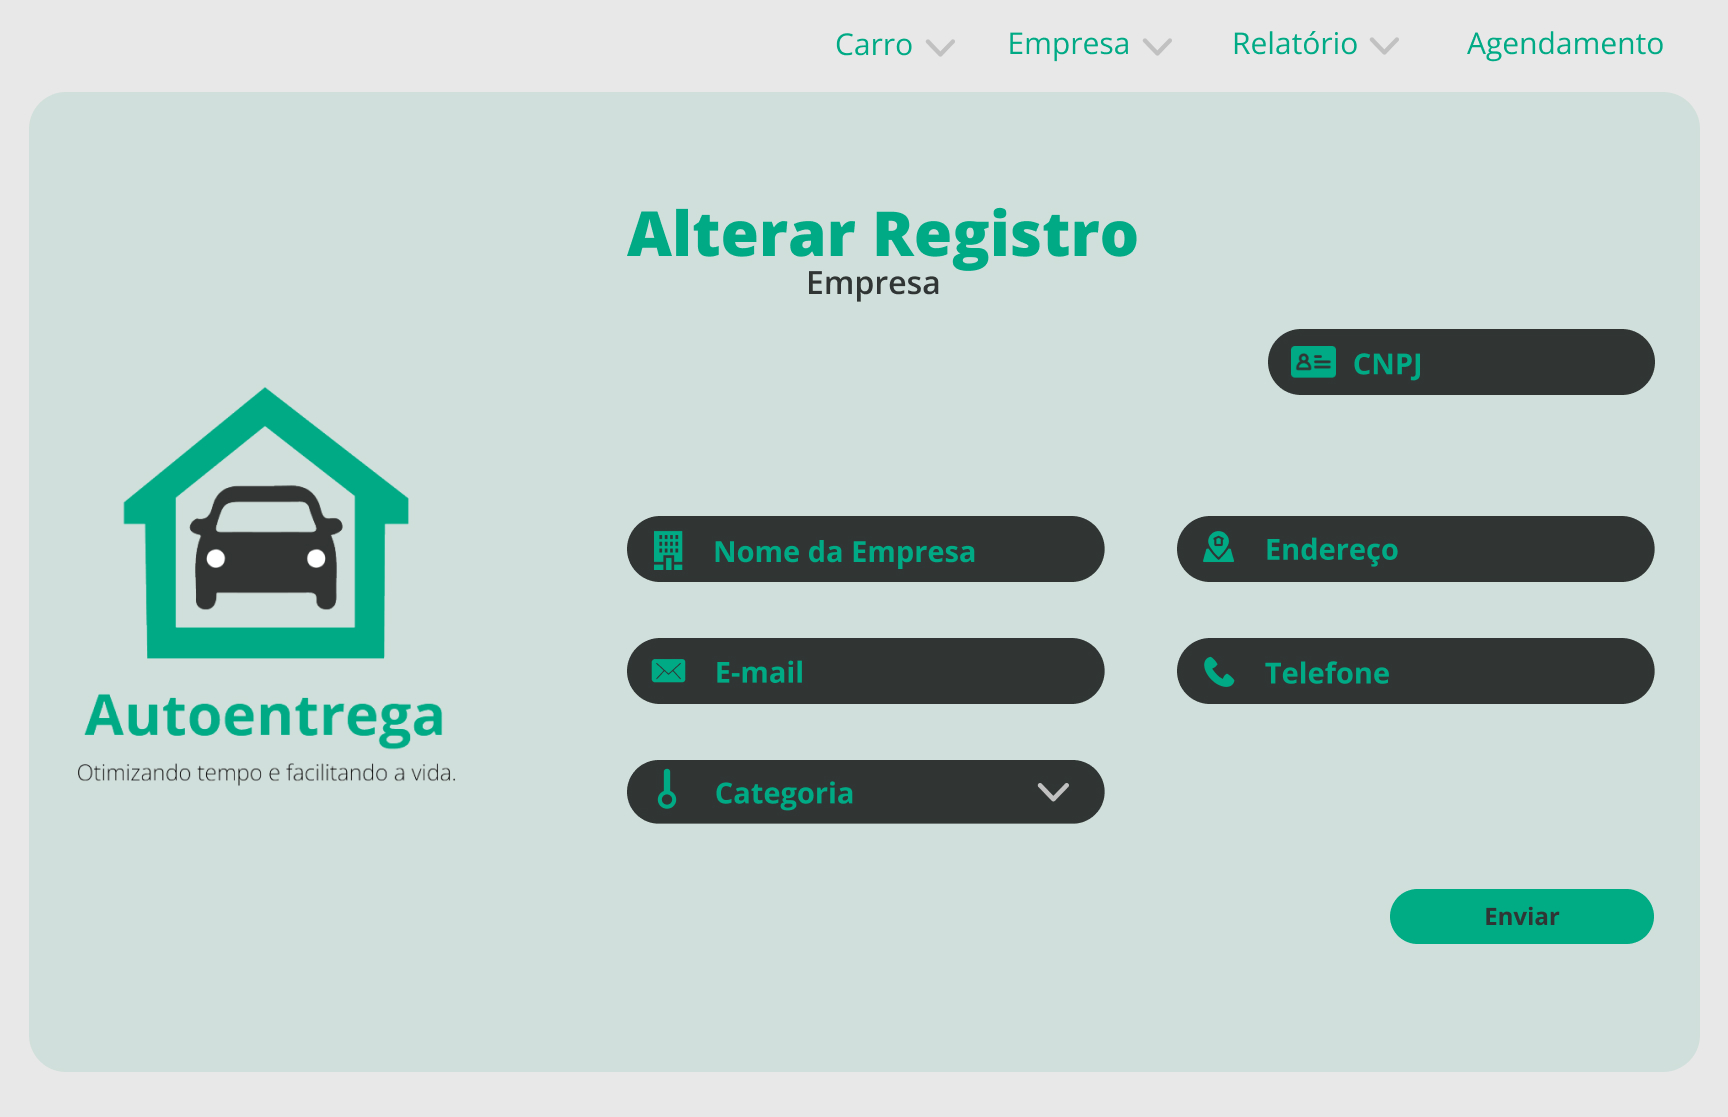 Carro
Empresa
Relatório
Agendamento
Alterar Registro
Empresa
CNPJ
Nome da Empresa
Endereço
E-mail
Telefone
Categoria
Enviar
Autoentrega
Otimizando tempo e facilitando a vida.